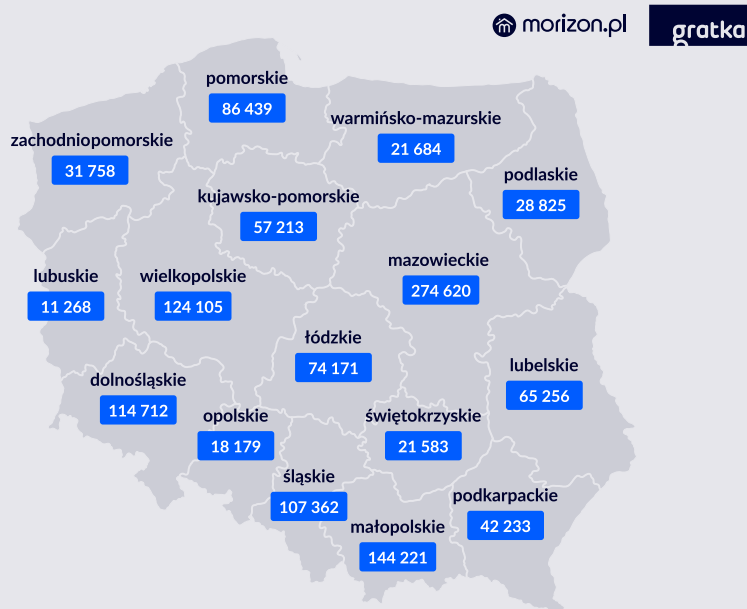 morizon.pl
gratka
pomorskie
86 439
warmińsko-mazurskie
21 684
zachodniopomorskie
31 758
podlaskie
28 825
kujawsko-pomorskie
57 213
mazowieckie
274 620
lubuskie
11 268
wielkopolskie
124 105
łódzkie
74 171
lubelskie
65 256
dolnośląskie
114 712
opolskie
18 179
świętokrzyskie
21 583
śląskie
107 362
podkarpackie
42 233
małopolskie
144 221